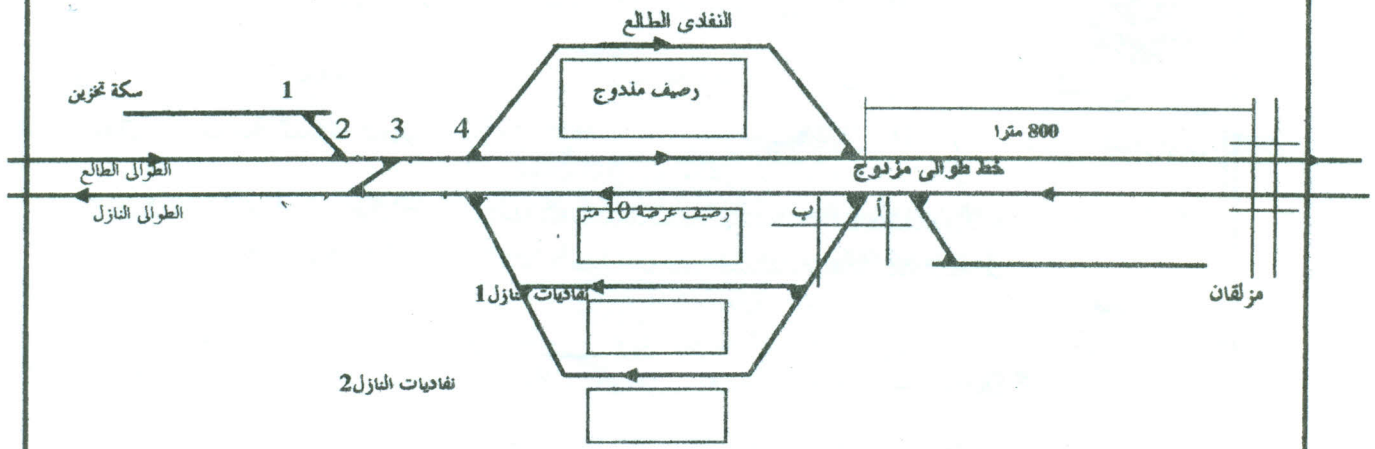 النفادى الطالع
سكة تخزين
1
رصيف مندوج
2 3 4
800 مترا
الطوالى الطالع
خط طوالى مزدوج
الطوالى النازل
رصيف عرضة 10 متر
ب
أ
نفاديات النازل1
مزلقان
نفاديات النازل2